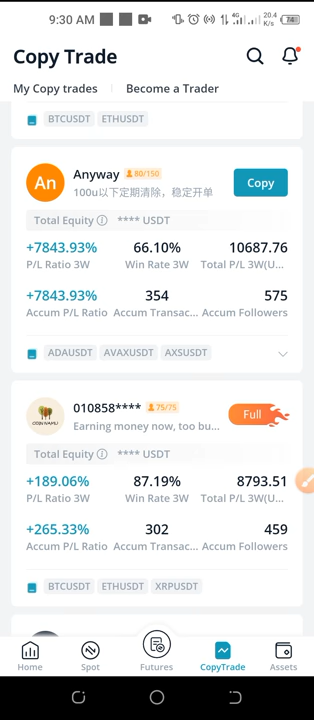 9:30 AM
4G
20.4
K/s
74
Copy Trade
My Copy trades
Become a Trader
BTCUSDT ETHUSDT
An
Anyway 80/150
100u以下定期清除，稳定开单
Copy
Total Equity **** USDT
+7843.93% 66.10% 10687.76
P/L Ratio 3W Win Rate 3W Total P/L 3W(U...
+7843.93% 354 575
Accum P/L Ratio Accum Transac... Accum Followers
ADAUSDT AVAXUSDT AXSUSDT
010858**** 75/75
Earning money now, too bu...
Full
Total Equity **** USDT
+189.06% 87.19% 8793.51
P/L Ratio 3W Win Rate 3W Total P/L 3W(U...
+265.33% 302 459
Accum P/L Ratio Accum Transac... Accum Followers
BTCUSDT ETHUSDT XRPUSDT
Home Spot Futures CopyTrade Assets